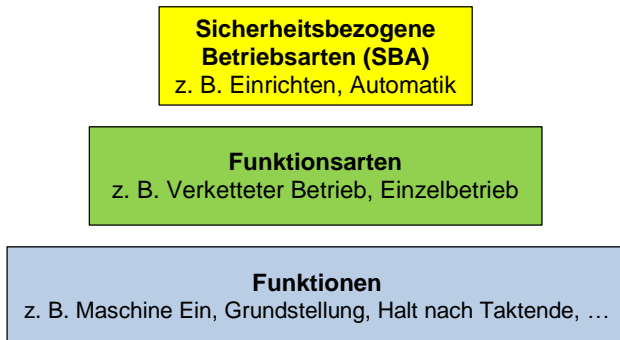 Sicherheitsbezogene
Betriebsarten (SBA)
z. B. Einrichten, Automatik
Funktionsarten
z. B. Verketteter Betrieb, Einzelbetrieb
Funktionen
z. B. Maschine Ein, Grundstellung, Halt nach Taktende, …